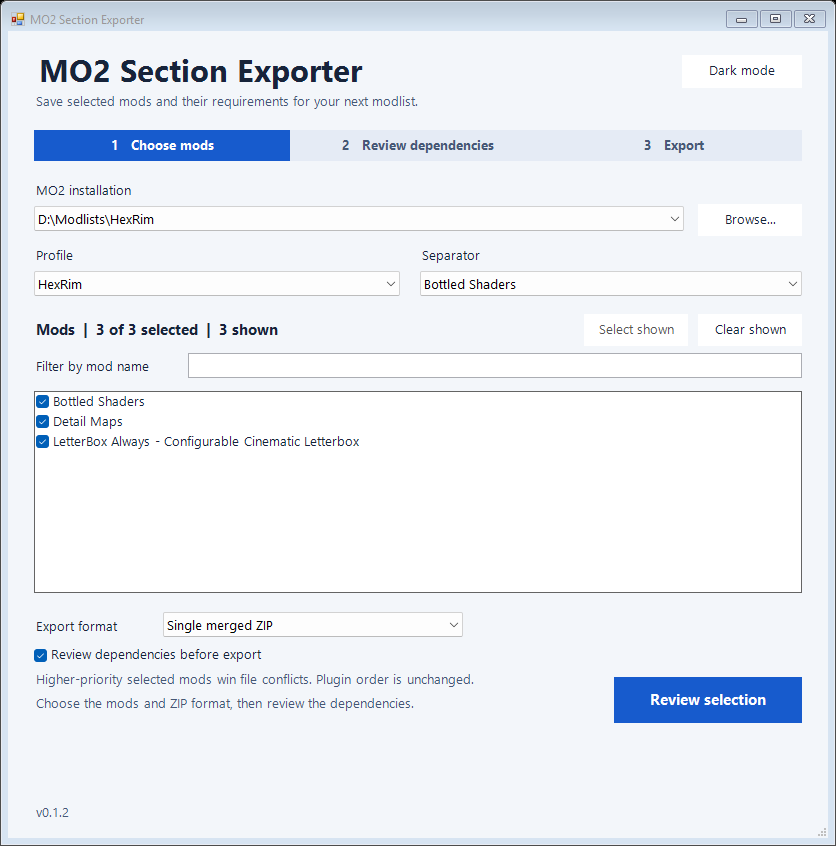 MO2 Section Exporter
MO2 Section Exporter
Dark mode
Save selected mods and their requirements for your next modlist.
1 Choose mods
2 Review dependencies
3 Export
MO2 installation
D:\Modlists\HexRim
Browse...
Profile
Separator
HexRim
Bottled Shaders
Mods | 3 of 3 selected | 3 shown
Select shown
Clear shown
Filter by mod name
Bottled Shaders
Detail Maps
LetterBox Always - Configurable Cinematic Letterbox
Export format
Single merged ZIP
Review dependencies before export
Higher-priority selected mods win file conflicts. Plugin order is unchanged.
Choose the mods and ZIP format, then review the dependencies.
Review selection
v0.1.2